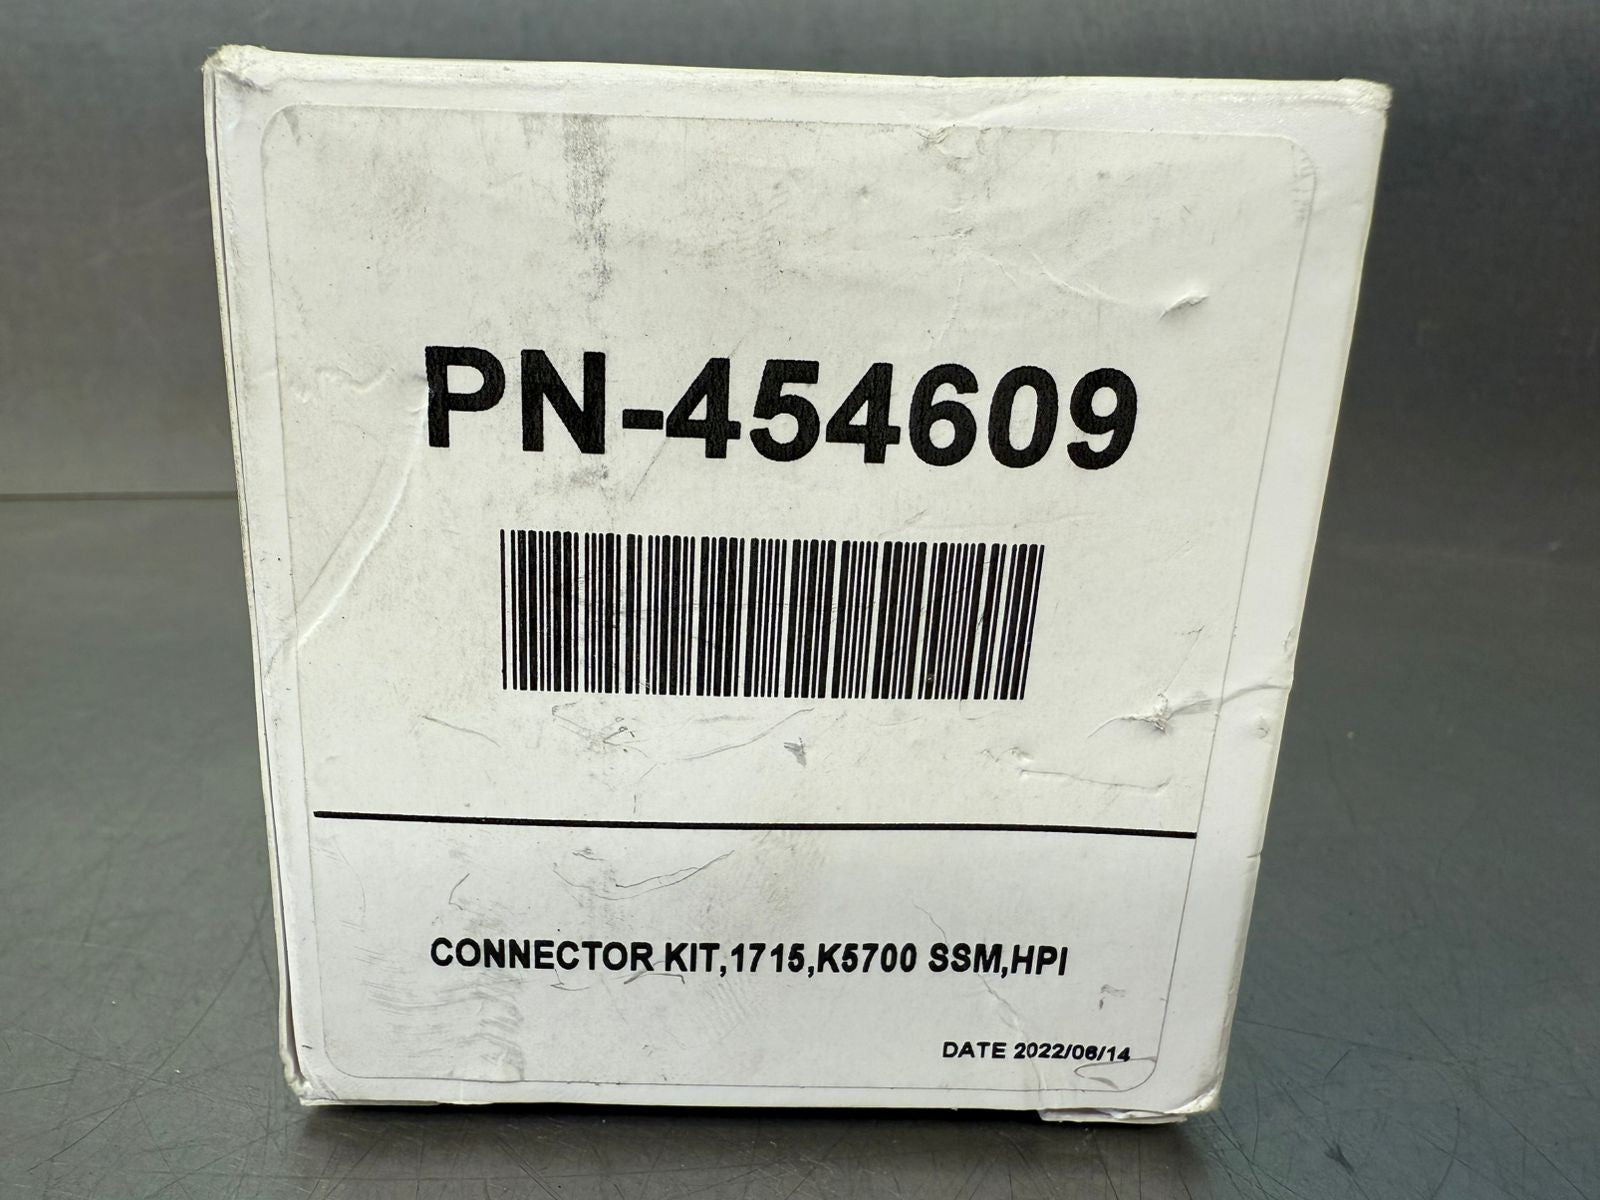 PN-454609
CONNECTOR KIT,1715,K5700 SSM,HPI
DATE 2022/06/14